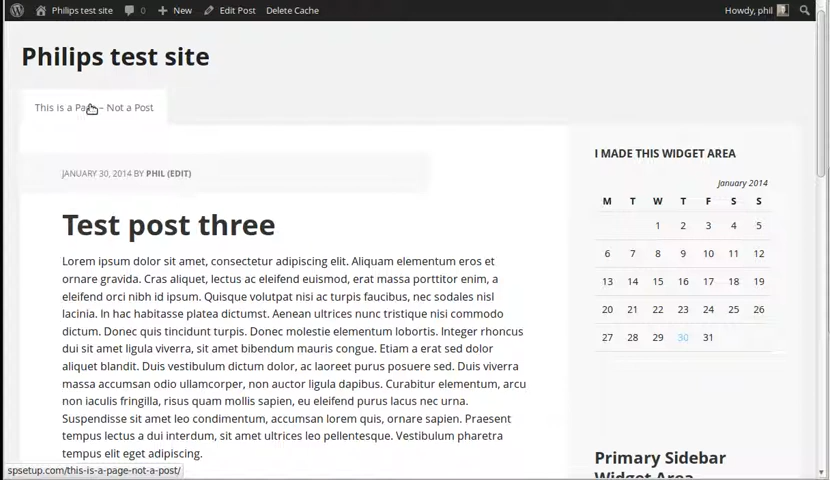 Philips test site 0 New Edit Post Delete Cache Howdy, phil
Philips test site
This is a Page – Not a Post
JANUARY 30, 2014 BY PHIL (EDIT)
Test post three
Lorem ipsum dolor sit amet, consectetur adipiscing elit. Aliquam elementum eros et
ornare gravida. Cras aliquet, lectus ac eleifend euismod, erat massa porttitor enim, a
eleifend orci nibh id ipsum. Quisque volutpat nisi ac turpis faucibus, nec sodales nisl
lacinia. In hac habitasse platea dictumst. Aenean ultrices nunc tristique nisi commodo
dictum. Donec quis tincidunt turpis. Donec molestie elementum lobortis. Integer rhoncus
dui sit amet ligula viverra, sit amet bibendum mauris congue. Etiam a erat sed dolor
aliquet blandit. Duis vestibulum dictum dolor, ac laoreet purus posuere sed. Duis viverra
massa accumsan odio ullamcorper, non auctor ligula dapibus. Curabitur elementum, arcu
non iaculis fringilla, risus quam mollis sapien, eu eleifend purus lacus nec urna.
Suspendisse sit amet leo condimentum, accumsan lorem quis, ornare sapien. Praesent
tempus lectus a dui interdum, sit amet ultrices leo pellentesque. Vestibulum pharetra
tempus elit eget accumsan.
I MADE THIS WIDGET AREA
January 2014
M T W T F S S
1 2 3 4 5
6 7 8 9 10 11 12
13 14 15 16 17 18 19
20 21 22 23 24 25 26
27 28 29 30 31
Primary Sidebar
Widget Area
spsetup.com/this-is-a-page-not-a-post/